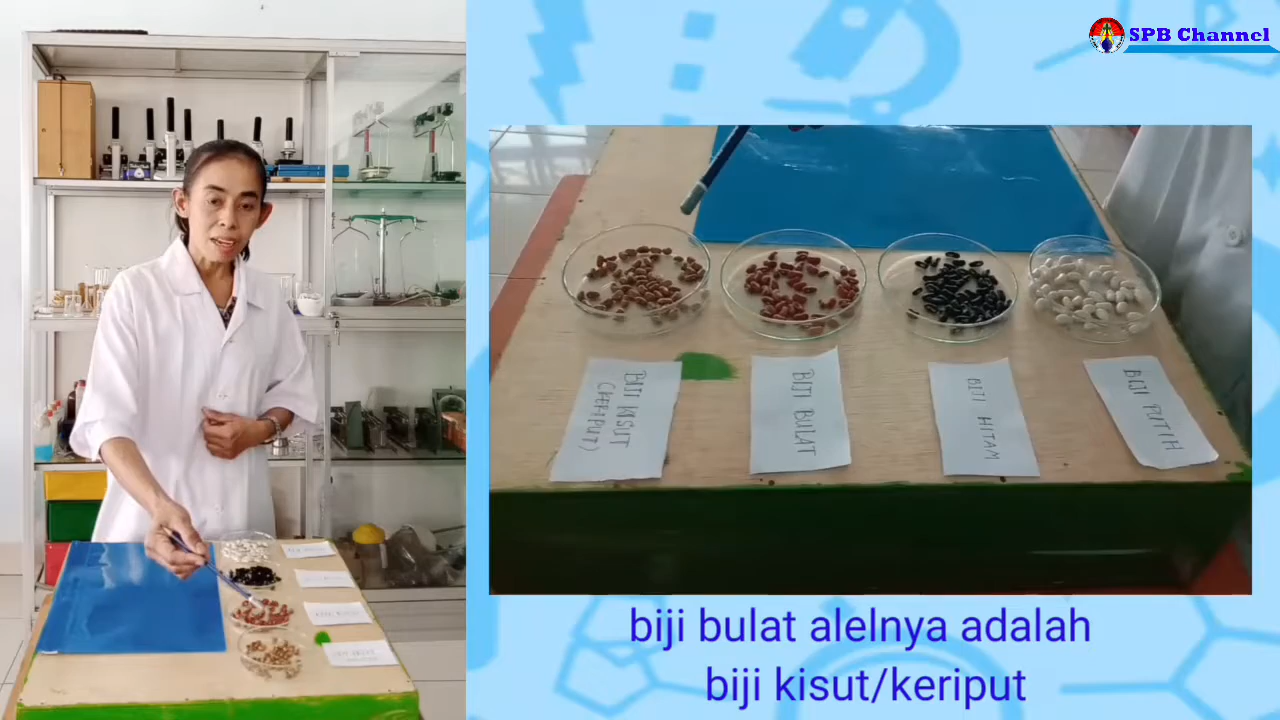 SPB Channel
BIJI KISUT
(KERIPUT)
BIJI BULAT
BIJI HITAM
BIJI PUTIH
biji bulat alelnya adalah
biji kisut/keriput